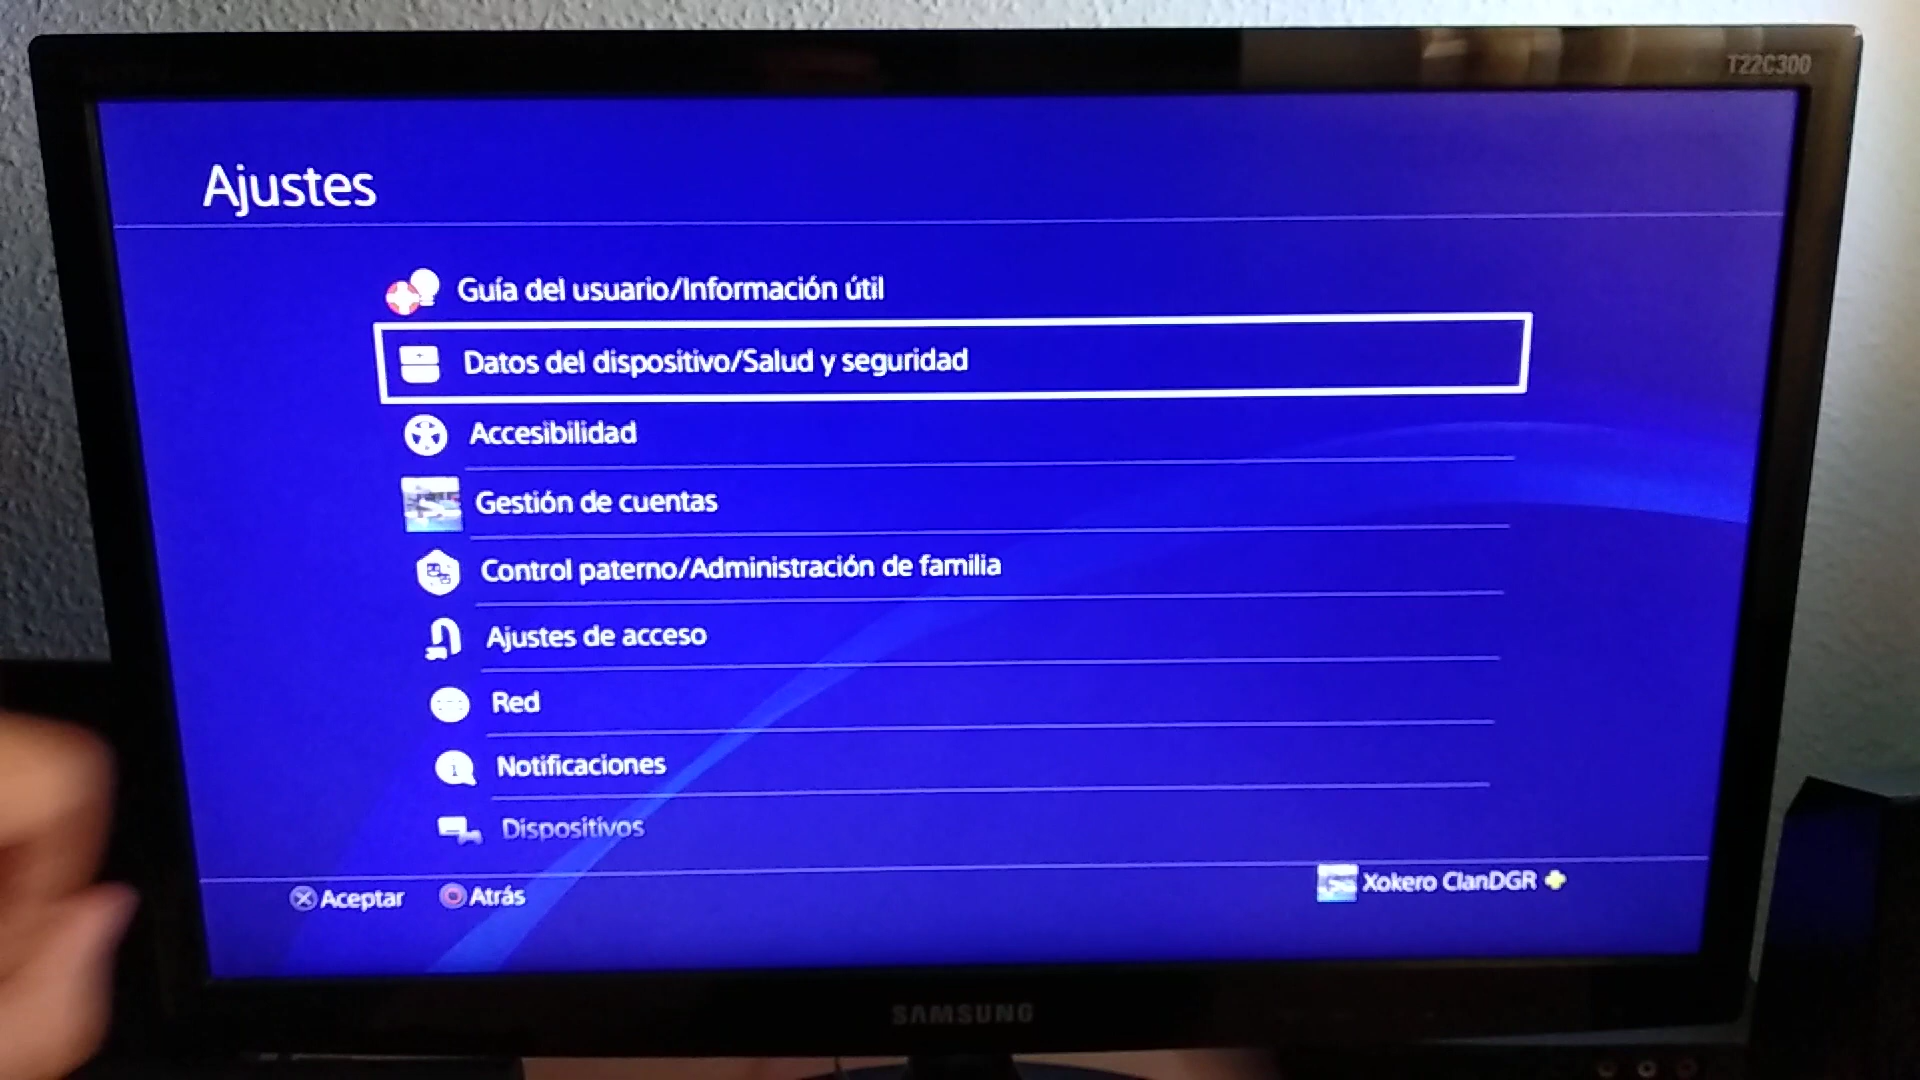 T22C300
Ajustes
Guía del usuario/Información útil
Datos del dispositivo/Salud y seguridad
Accesibilidad
Gestión de cuentas
Control paterno/Administración de familia
Ajustes de acceso
Red
Notificaciones
Dispositivos
Aceptar Atrás Xokero ClanDGR
SAMSUNG